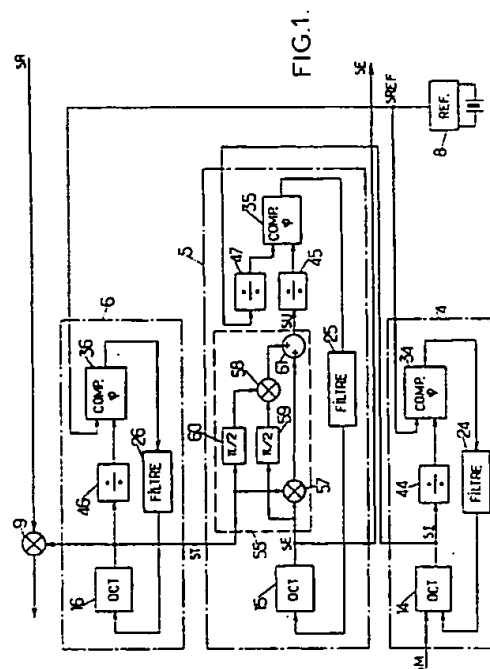 FIG.1.
SA
9
6
36
COMP.
φ
46
÷
26
FILTRE
16
OCT
ST
SE
SREF
REF.
8
5
47
÷
35
COMP.
φ
45
÷
SU
61
58
60
π/2
59
π/2
57
55
25
FILTRE
SE
15
OCT
4
34
COMP.
φ
44
÷
24
FILTRE
SI
14
OCT
M